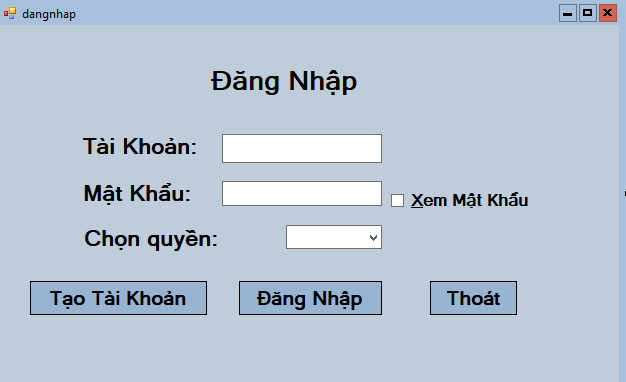 dangnhap
Đăng Nhập
Tài Khoản:
Mật Khẩu:
Xem Mật Khẩu
Chọn quyền:
Tạo Tài Khoản
Đăng Nhập
Thoát